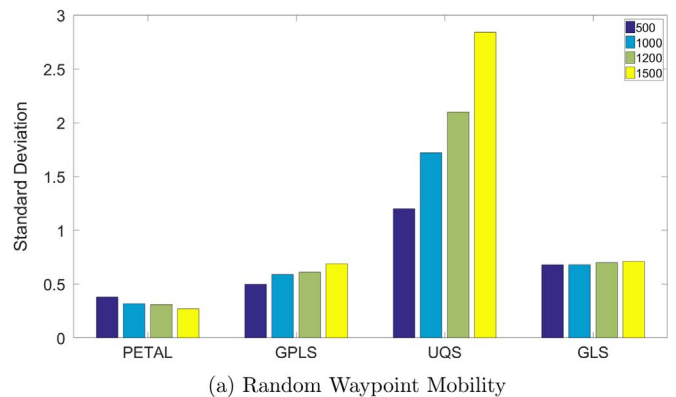 3
2.5
2
1.5
1
0.5
0
Standard Deviation
500
1000
1200
1500
PETAL
GPLS
UQS
GLS
(a) Random Waypoint Mobility